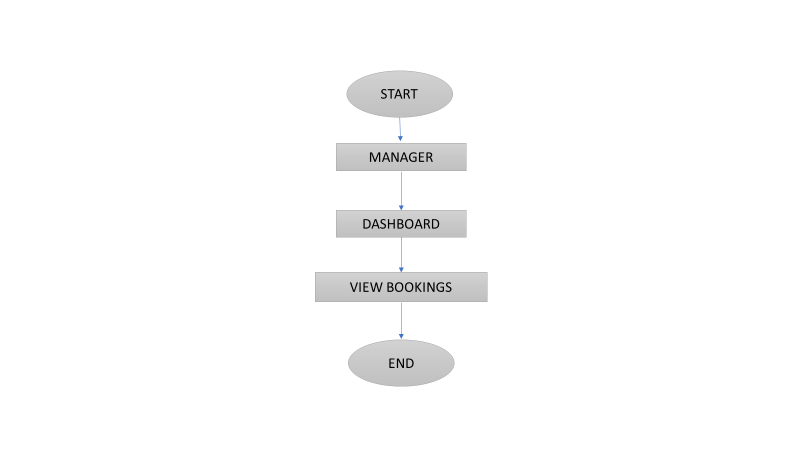 START
MANAGER
DASHBOARD
VIEW BOOKINGS
END